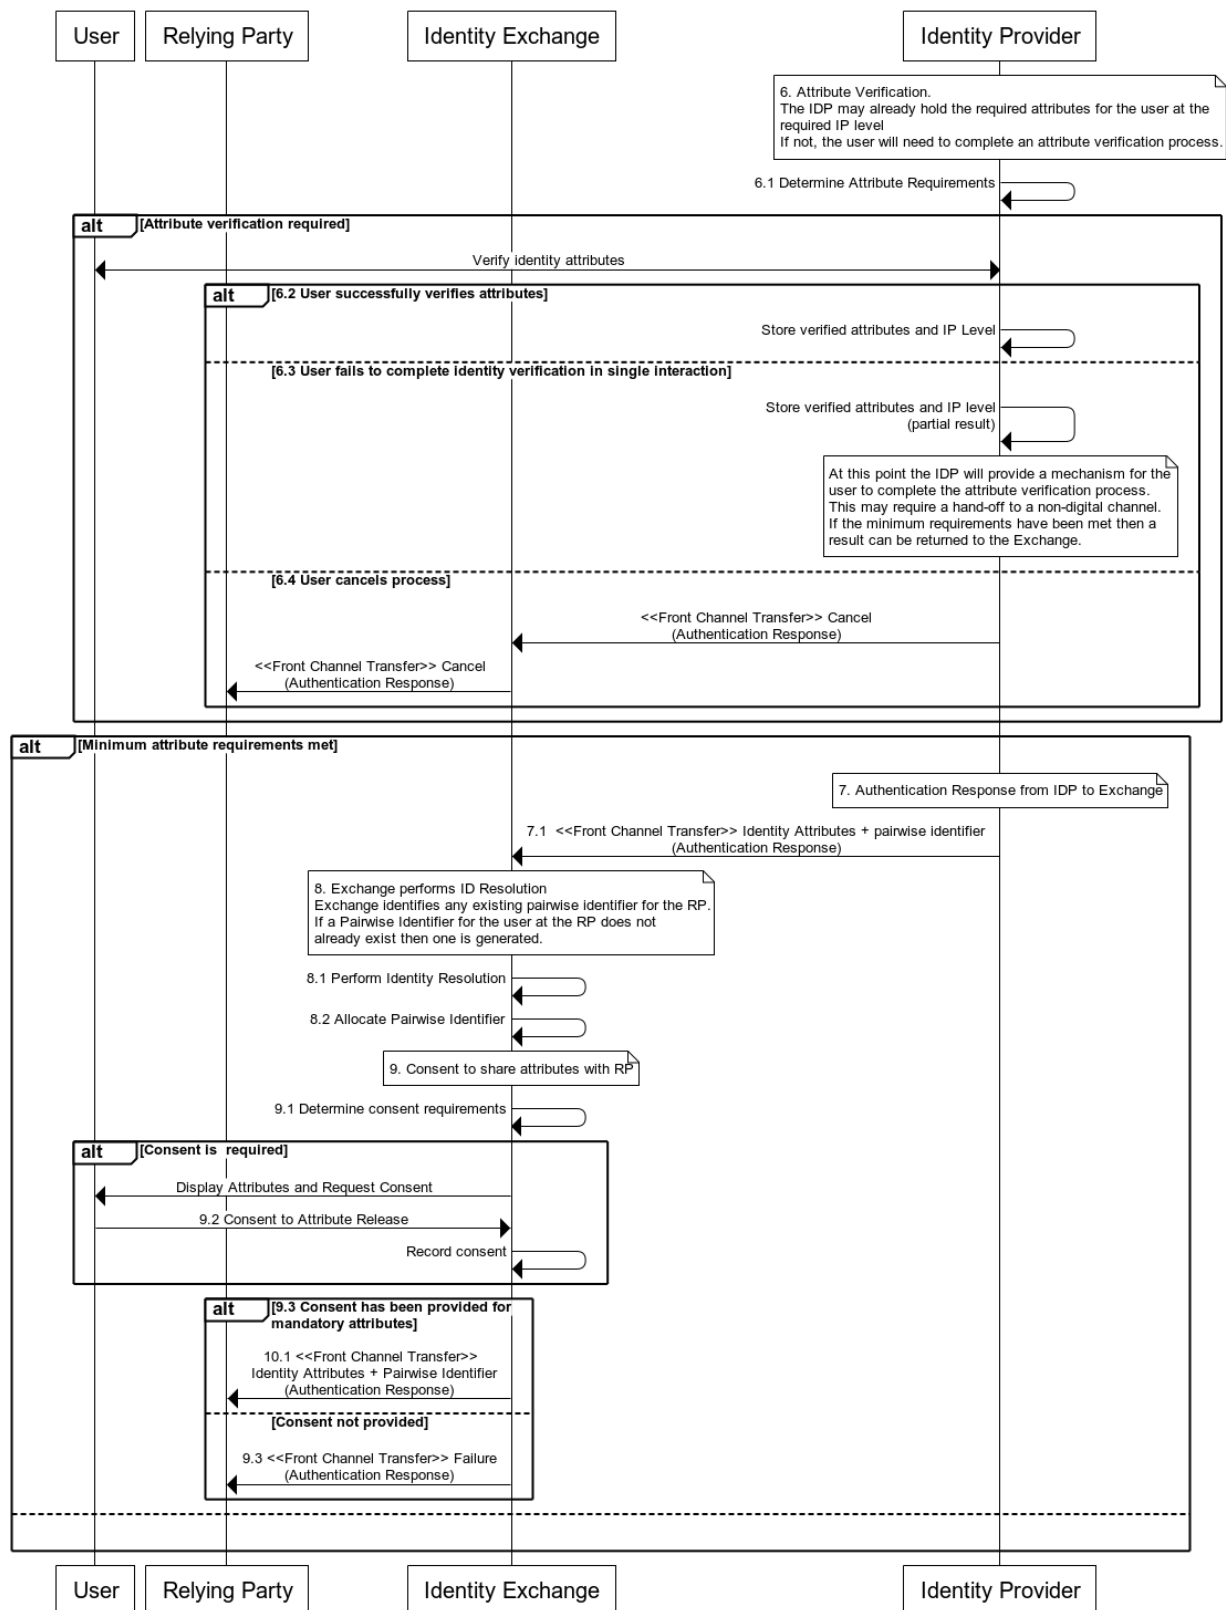 User
Relying Party
Identity Exchange
Identity Provider
6. Attribute Verification.
The IDP may already hold the required attributes for the user at the
required IP level
If not, the user will need to complete an attribute verification process.
6.1 Determine Attribute Requirements
alt
[Attribute verification required]
Verify identity attributes
alt
[6.2 User successfully verifies attributes]
Store verified attributes and IP Level
[6.3 User fails to complete identity verification in single interaction]
Store verified attributes and IP level
(partial result)
At this point the IDP will provide a mechanism for the
user to complete the attribute verification process.
This may require a hand-off to a non-digital channel.
If the minimum requirements have been met then a
result can be returned to the Exchange.
[6.4 User cancels process]
<<Front Channel Transfer>> Cancel
(Authentication Response)
<<Front Channel Transfer>> Cancel
(Authentication Response)
alt
[Minimum attribute requirements met]
7. Authentication Response from IDP to Exchange
7.1  <<Front Channel Transfer>> Identity Attributes + pairwise identifier
(Authentication Response)
8. Exchange performs ID Resolution
Exchange identifies any existing pairwise identifier for the RP.
If a Pairwise Identifier for the user at the RP does not
already exist then one is generated.
8.1 Perform Identity Resolution
8.2 Allocate Pairwise Identifier
9. Consent to share attributes with RP
9.1 Determine consent requirements
alt
[Consent is  required]
Display Attributes and Request Consent
9.2 Consent to Attribute Release
Record consent
alt
[9.3 Consent has been provided for
mandatory attributes]
10.1 <<Front Channel Transfer>>
Identity Attributes + Pairwise Identifier
(Authentication Response)
[Consent not provided]
9.3 <<Front Channel Transfer>> Failure
(Authentication Response)
User
Relying Party
Identity Exchange
Identity Provider